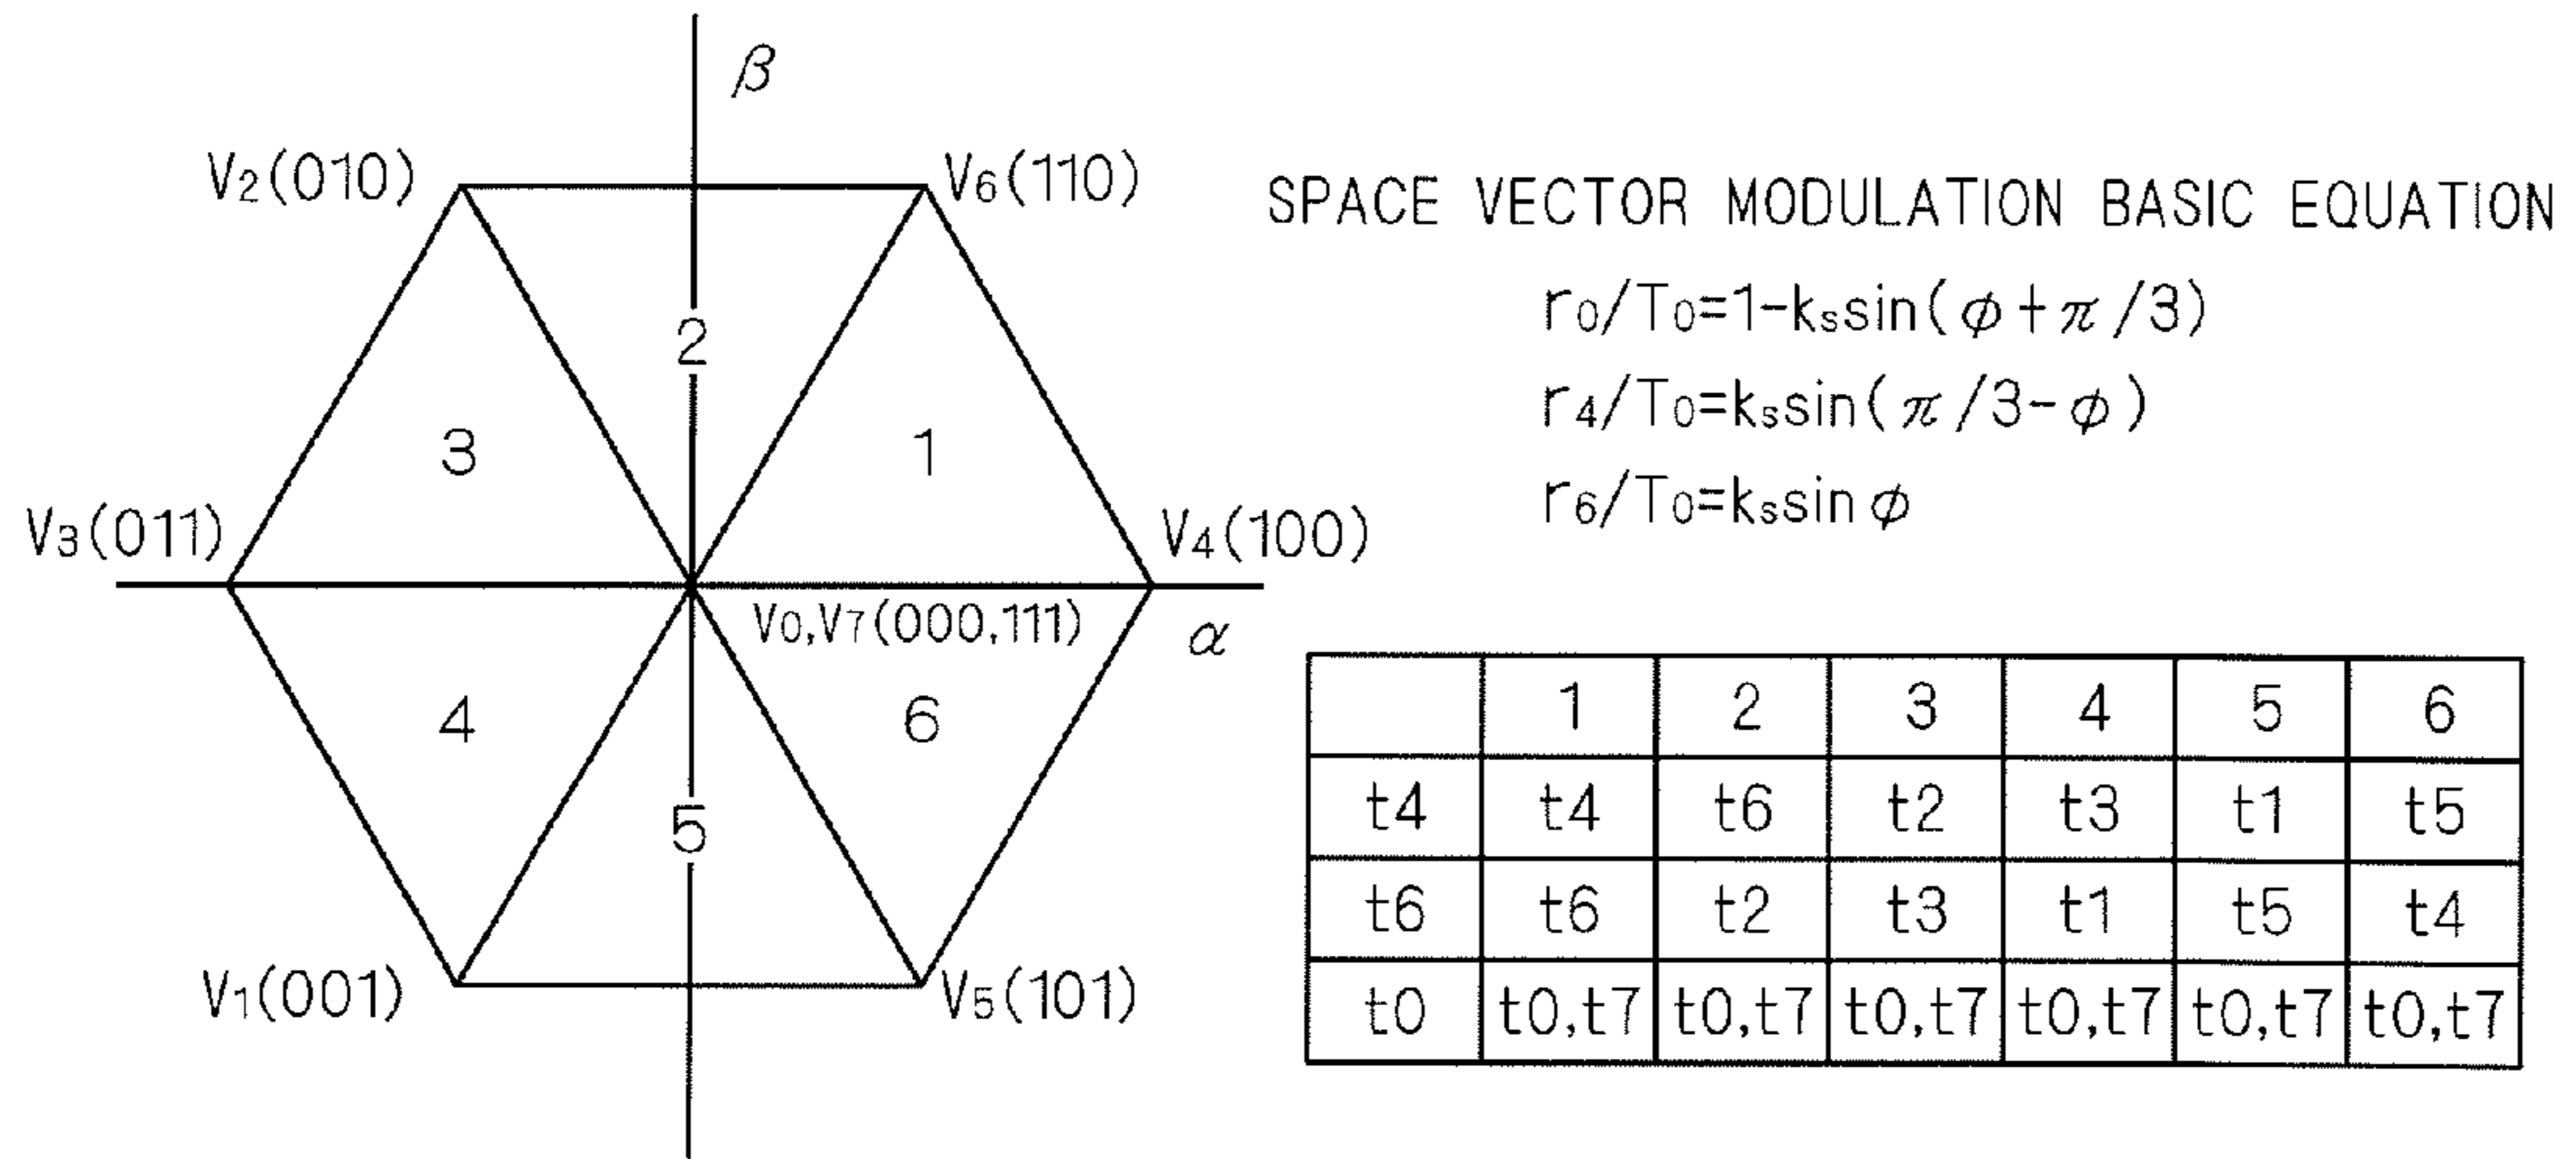 β
V2(010)
V6(110)
2
3
1
V3(011)
V4(100)
V0,V7(000,111)
α
4
6
5
V1(001)
V5(101)
SPACE VECTOR MODULATION BASIC EQUATION
r0/T0=1-kssin(φ+π/3)
r4/T0=kssin(π/3-φ)
r6/T0=kssinφ
1 2 3 4 5 6
t4 t4 t6 t2 t3 t1 t5
t6 t6 t2 t3 t1 t5 t4
t0 t0,t7 t0,t7 t0,t7 t0,t7 t0,t7 t0,t7